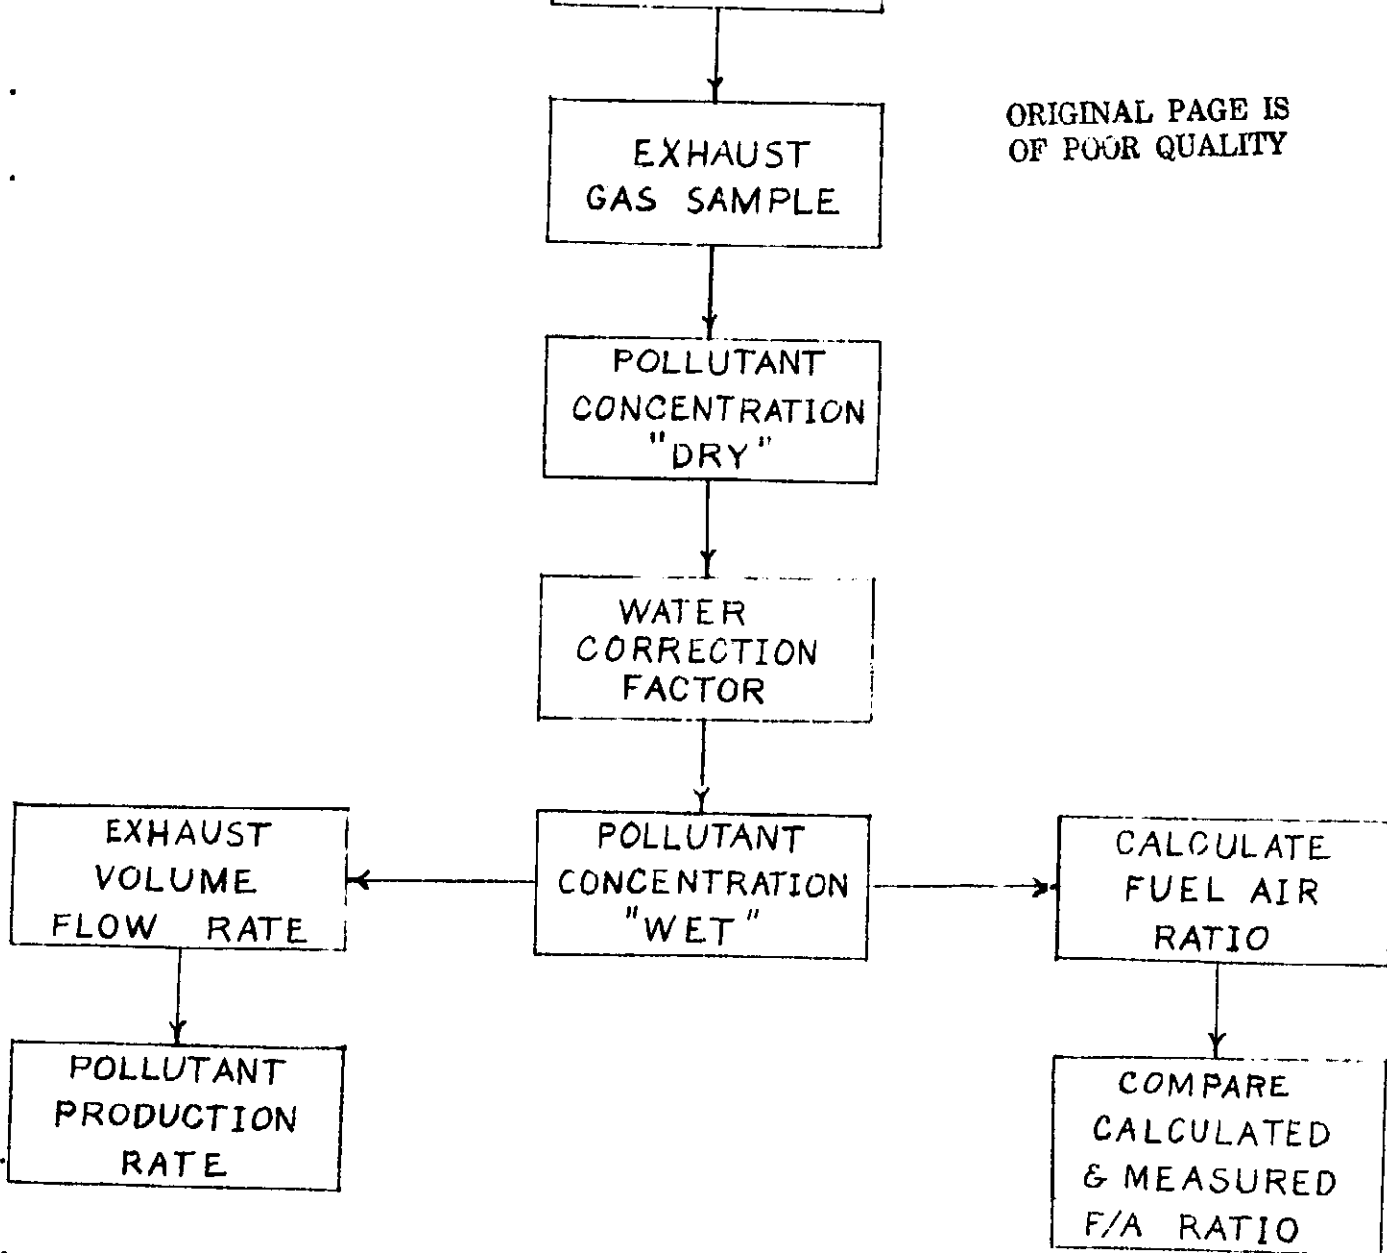 ORIGINAL PAGE IS
OF POOR QUALITY
EXHAUST
GAS SAMPLE
POLLUTANT
CONCENTRATION
"DRY"
WATER
CORRECTION
FACTOR
EXHAUST
VOLUME
FLOW RATE
POLLUTANT
CONCENTRATION
"WET"
CALCULATE
FUEL AIR
RATIO
POLLUTANT
PRODUCTION
RATE
COMPARE
CALCULATED
& MEASURED
F/A RATIO